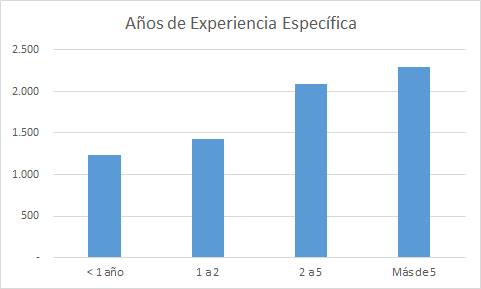 Años de Experiencia Específica
2.500
2.000
1.500
1.000
500
-
< 1 año
1 a 2
2 a 5
Más de 5